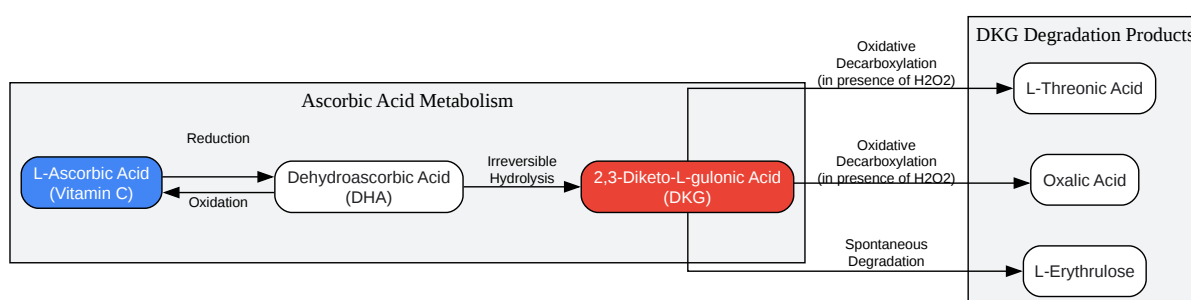 DKG Degradation Products
Oxidative
Decarboxylation
(in presence of H2O2)
L-Threonic Acid
Ascorbic Acid Metabolism
Reduction
L-Ascorbic Acid
(Vitamin C)
Oxidation
Dehydroascorbic Acid
(DHA)
Irreversible
Hydrolysis
2,3-Diketo-L-gulonic Acid
(DKG)
Oxidative
Decarboxylation
(in presence of H2O2)
Oxalic Acid
Spontaneous
Degradation
L-Erythrulose